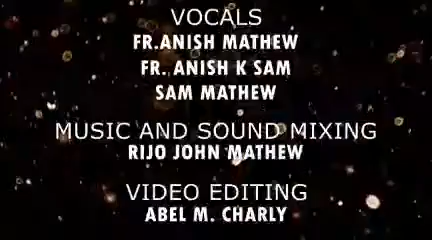 VOCALS
FR.ANISH MATHEW
FR. ANISH K SAM
SAM MATHEW
MUSIC AND SOUND MIXING
RIJO JOHN MATHEW
VIDEO EDITING
ABEL M. CHARLY